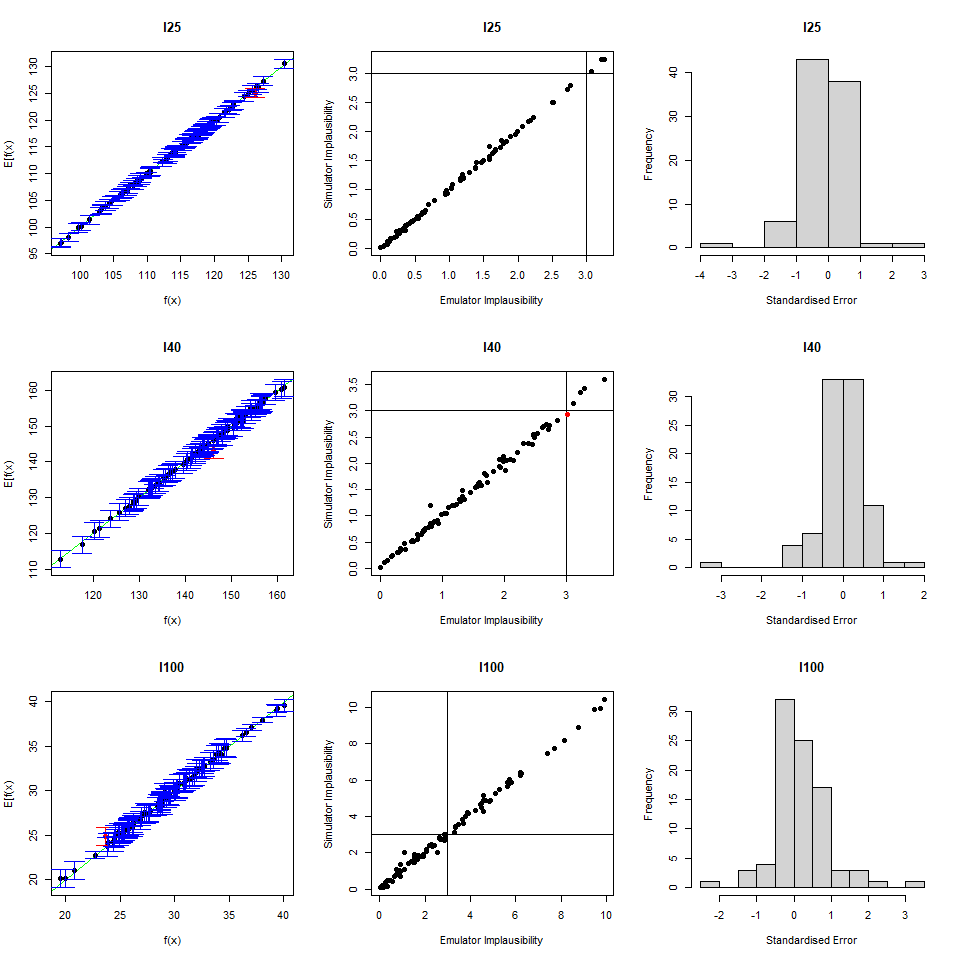 I25
E[f(x)]
130
125
120
115
110
105
100
95
100 105 110 115 120 125 130
f(x)
I25
Simulator Implausibility
3.0
2.5
2.0
1.5
1.0
0.5
0.0
0.0 0.5 1.0 1.5 2.0 2.5 3.0
Emulator Implausibility
I25
Frequency
40
30
20
10
0
-4 -3 -2 -1 0 1 2 3
Standardised Error
I40
E[f(x)]
160
150
140
130
120
110
120 130 140 150 160
f(x)
I40
Simulator Implausibility
3.5
3.0
2.5
2.0
1.5
1.0
0.5
0.0
0 1 2 3
Emulator Implausibility
I40
Frequency
30
25
20
15
10
5
0
-3 -2 -1 0 1 2
Standardised Error
I100
E[f(x)]
40
35
30
25
20
20 25 30 35 40
f(x)
I100
Simulator Implausibility
10
8
6
4
2
0
0 2 4 6 8 10
Emulator Implausibility
I100
Frequency
30
25
20
15
10
5
0
-2 -1 0 1 2 3
Standardised Error